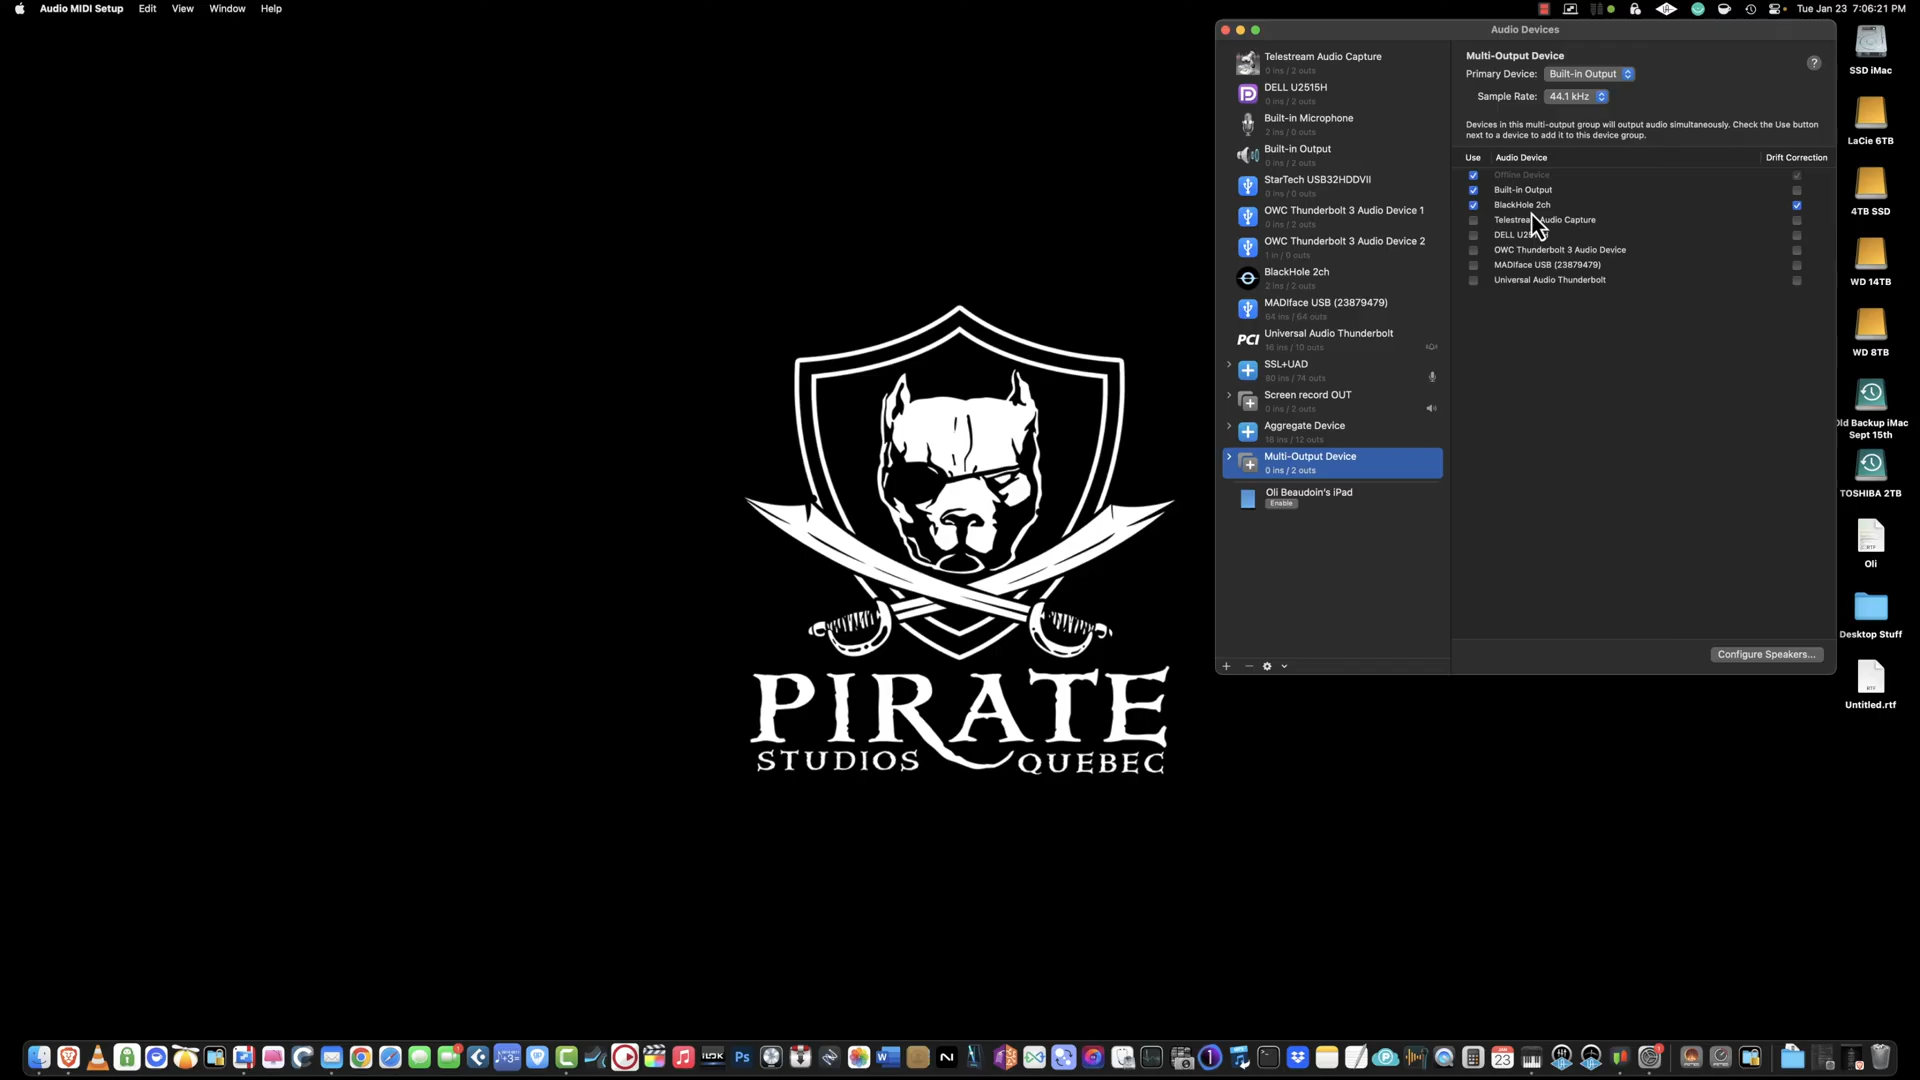 Audio MIDI Setup Edit View Window Help
Tue Jan 23 7:06:21 PM
Audio Devices
Telestream Audio Capture
0 ins / 2 outs
DELL U2515H
0 ins / 2 outs
Built-in Microphone
2 ins / 0 outs
Built-in Output
0 ins / 2 outs
StarTech USB32HDDVII
0 ins / 0 outs
OWC Thunderbolt 3 Audio Device 1
0 ins / 2 outs
OWC Thunderbolt 3 Audio Device 2
1 in / 0 outs
BlackHole 2ch
2 ins / 2 outs
MADIface USB (23879479)
64 ins / 64 outs
PCI
Universal Audio Thunderbolt
16 ins / 10 outs
SSL+UAD
80 ins / 74 outs
Screen record OUT
0 ins / 2 outs
Aggregate Device
18 ins / 12 outs
Multi-Output Device
0 ins / 2 outs
Oli Beaudoin's iPad
Enable
Multi-Output Device
?
Primary Device: Built-in Output
Sample Rate: 44.1 kHz
Devices in this multi-output group will output audio simultaneously. Check the Use button
next to a device to add it to this device group.
Use Audio Device Drift Correction
Offline Device
Built-in Output
BlackHole 2ch
Audio Capture
DELL
OWC Thunderbolt 3 Audio Device
MADIface USB (23879479)
Universal Audio Thunderbolt
Configure Speakers...
SSD iMac
LaCie 6TB
4TB SSD
WD 14TB
WD 8TB
Old Backup iMac
Sept 15th
TOSHIBA 2TB
RTF
Oli
Desktop Stuff
RTF
Untitled.rtf
PIRATE
STUDIOS QUEBEC
iLOK
Ps
W
N
23